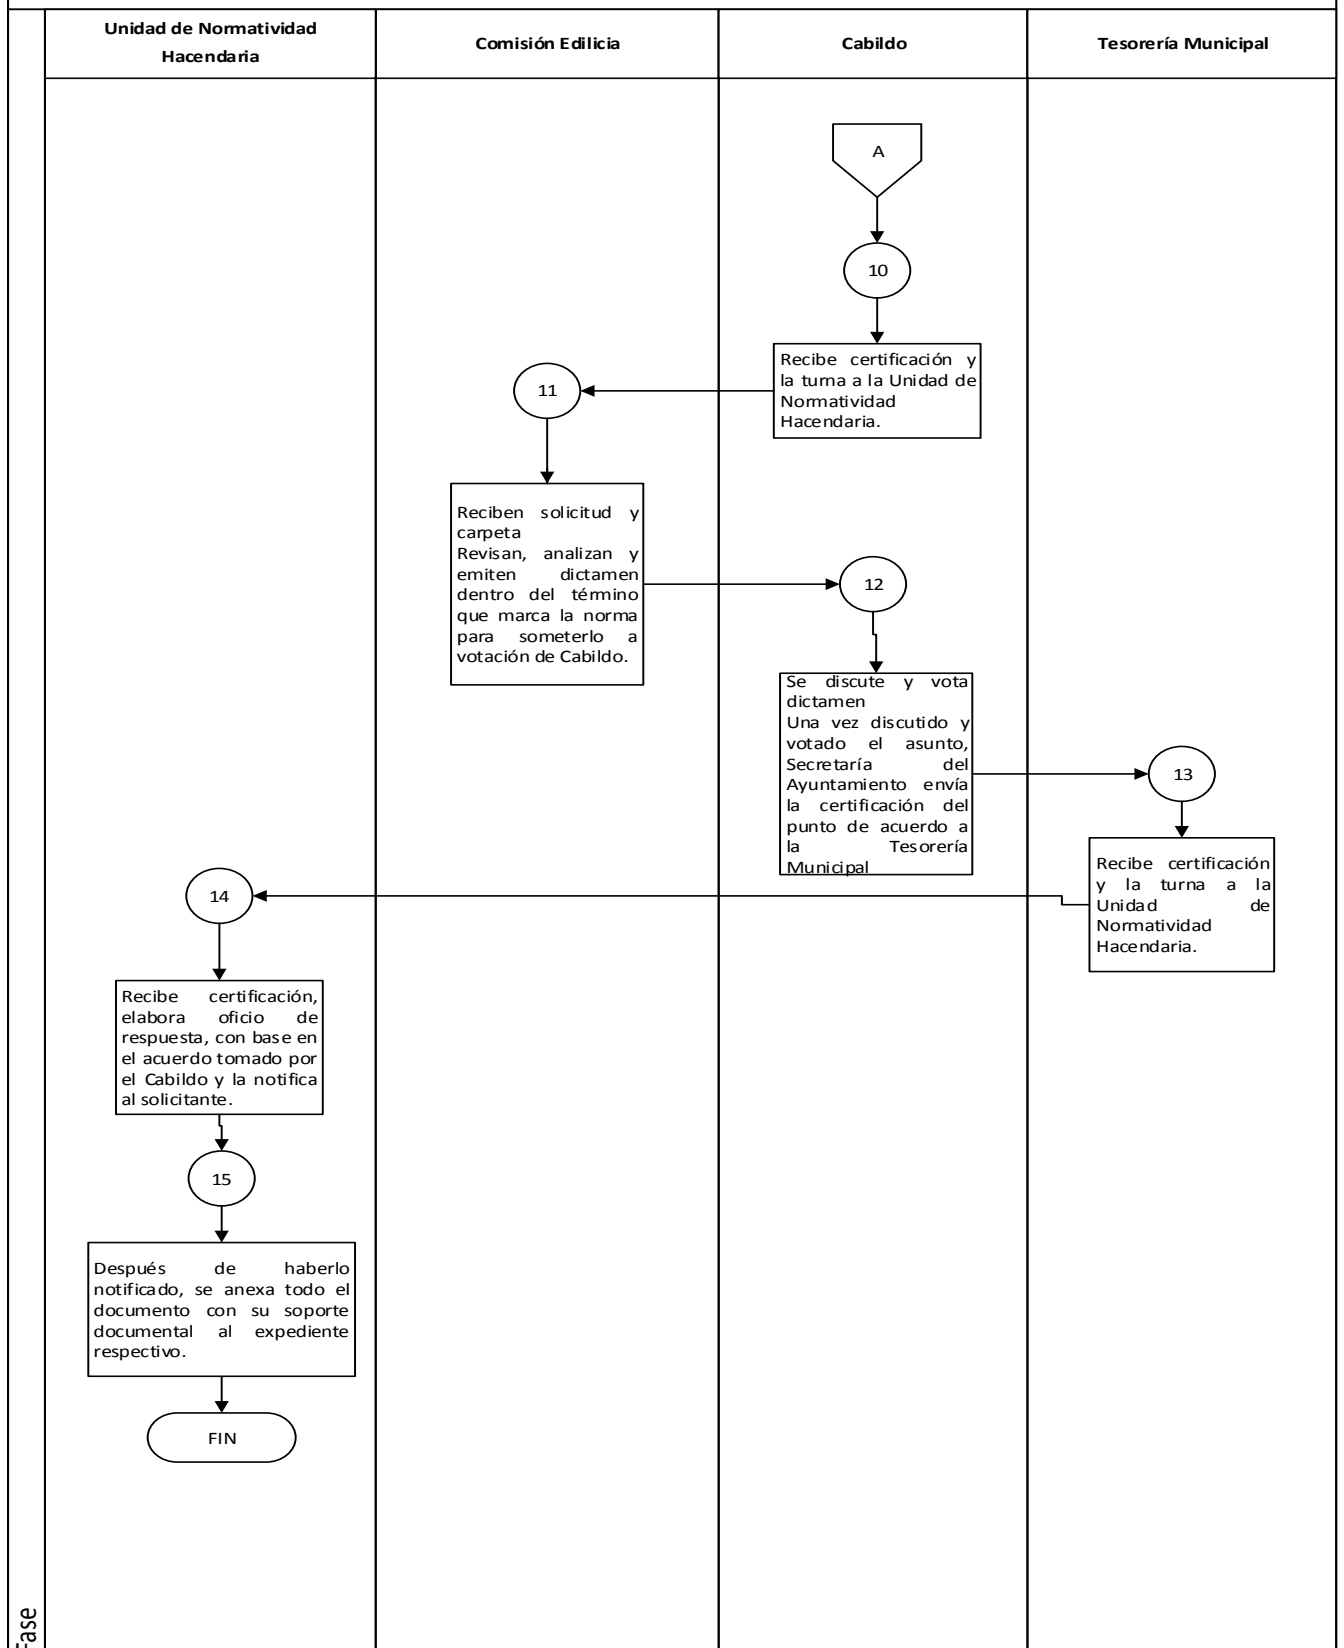 Unidad de Normatividad
Hacendaria
Comisión Edilicia
Cabildo
Tesorería Municipal
A
10
Recibe certificación y
la turna a la Unidad de
Normatividad
Hacendaria.
11
Reciben solicitud y
carpeta
Revisan, analizan y
emiten dictamen
dentro del término
que marca la norma
para someterlo a
votación de Cabildo.
12
Se discute y vota
dictamen
Una vez discutido y
votado el asunto,
Secretaría del
Ayuntamiento envía
la certificación del
punto de acuerdo a
la Tesorería
Municipal
13
Recibe certificación
y la turna a la
Unidad de
Normatividad
Hacendaria.
14
Recibe certificación,
elabora oficio de
respuesta, con base en
el acuerdo tomado por
el Cabildo y la notifica
al solicitante.
15
Después de haberlo
notificado, se anexa todo el
documento con su soporte
documental al expediente
respectivo.
FIN
Fase